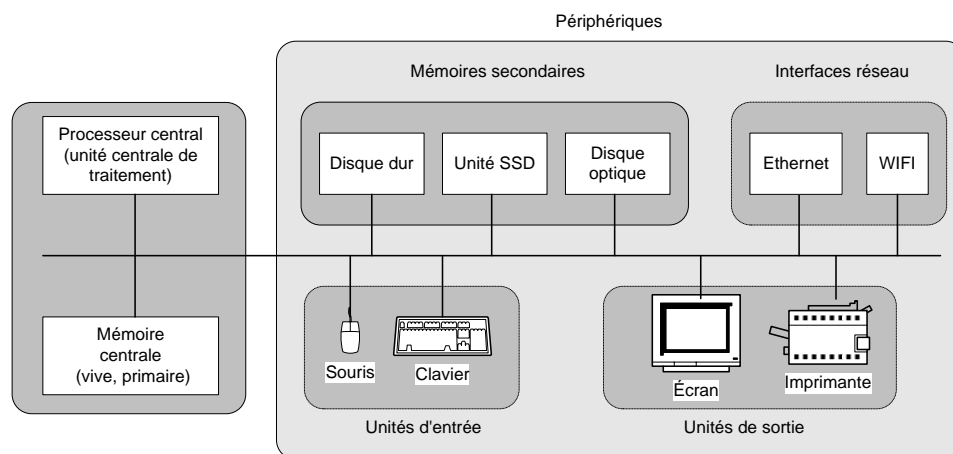 Périphériques
Mémoires secondaires
Interfaces réseau
Processeur central
(unité centrale de
traitement)
Disque dur
Unité SSD
Disque
optique
Ethernet
WIFI
Mémoire
centrale
(vive, primaire)
Souris
Clavier
Écran
Imprimante
Unités d'entrée
Unités de sortie